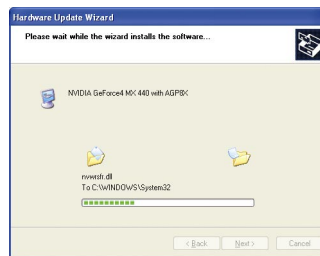 Hardware Update Wizard
Please wait while the wizard installs the software...
NVIDIA GeForce4 MX 440 with AGP8X
nvwrsfr.dll
To C:\WINDOWS\System32
< Back
Next >
Cancel